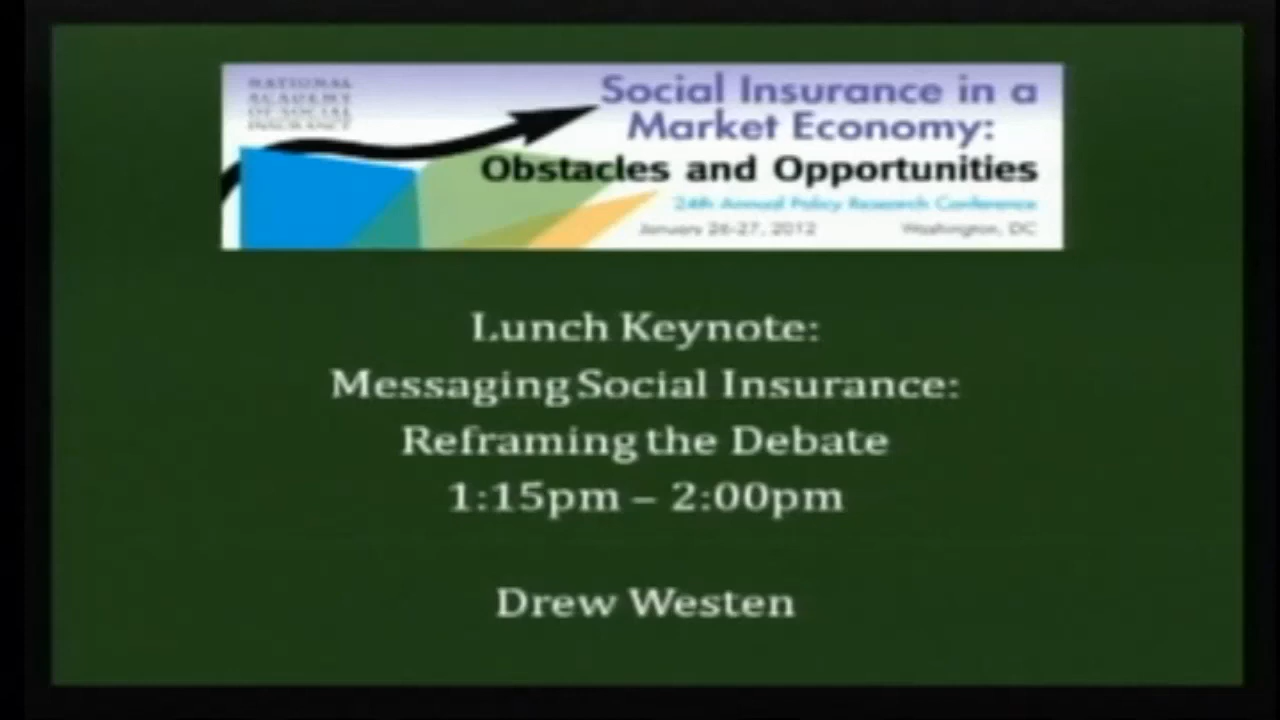 NATIONAL
ACADEMY
OF SOCIAL
INSURANCE
Social Insurance in a
Market Economy:
Obstacles and Opportunities
24th Annual Policy Research Conference
January 26-27, 2012 Washington, DC
Lunch Keynote:
Messaging Social Insurance:
Reframing the Debate
1:15pm – 2:00pm
Drew Westen